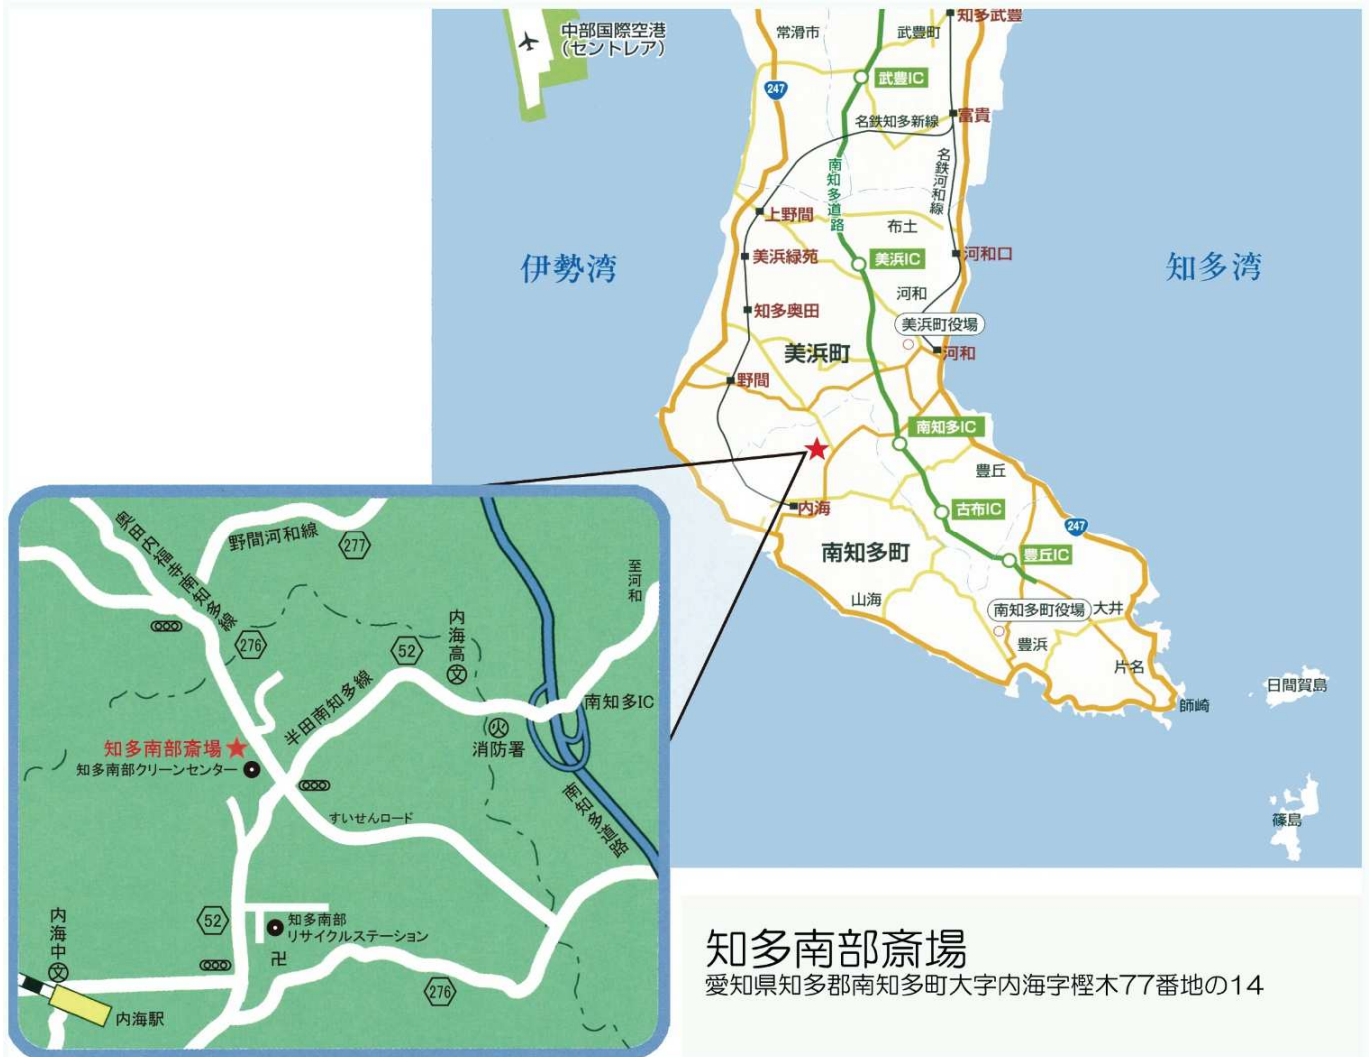 中部国際空港
(セントレア)
常滑市
武豊町
知多武豊
武豊IC
247
名鉄知多新線
富貴
南知多道路
名鉄河和線
上野間
布土
伊勢湾
美浜緑苑
美浜IC
河和口
知多湾
知多奥田
河和
美浜町役場
美浜町
河和
野間
南知多IC
豊丘
内海
古布IC
247
南知多町
豊丘IC
山海
南知多町役場
大井
豊浜
片名
師崎
日間賀島
篠島
奥田内福寺南知多線
野間河和線
277
至河和
276
内海高
文
52
半田南知多線
南知多IC
火
消防署
知多南部斎場
知多南部クリーンセンター
すいせんロード
南知多道路
52
知多南部
リサイクルステーション
卍
内海中
文
276
内海駅
知多南部斎場
愛知県知多郡南知多町大字内海字樫木77番地の14